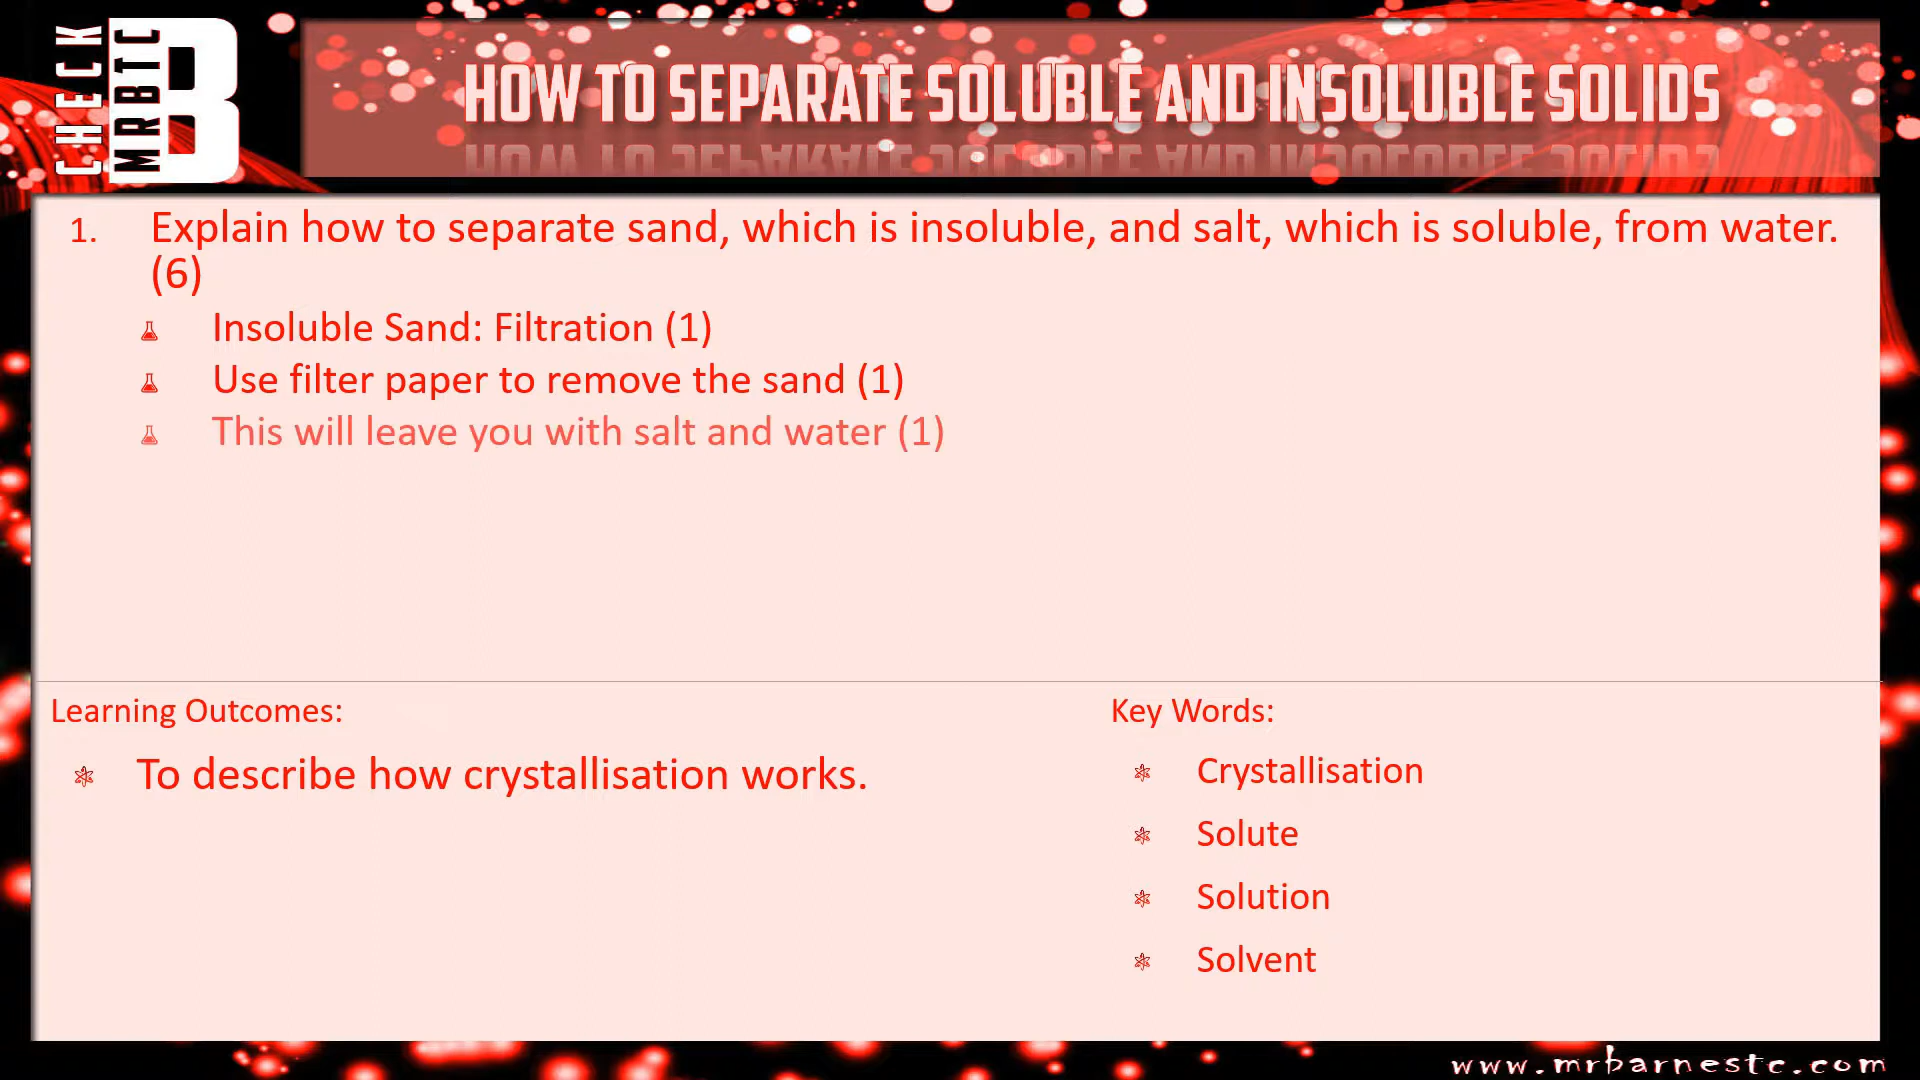 CHECK
MRBTC
B
HOW TO SEPARATE SOLUBLE AND INSOLUBLE SOLIDS
1. Explain how to separate sand, which is insoluble, and salt, which is soluble, from water.
(6)
Insoluble Sand: Filtration (1)
Use filter paper to remove the sand (1)
This will leave you with salt and water (1)
Learning Outcomes:
To describe how crystallisation works.
Key Words:
Crystallisation
Solute
Solution
Solvent
www.mrbarnestc.com